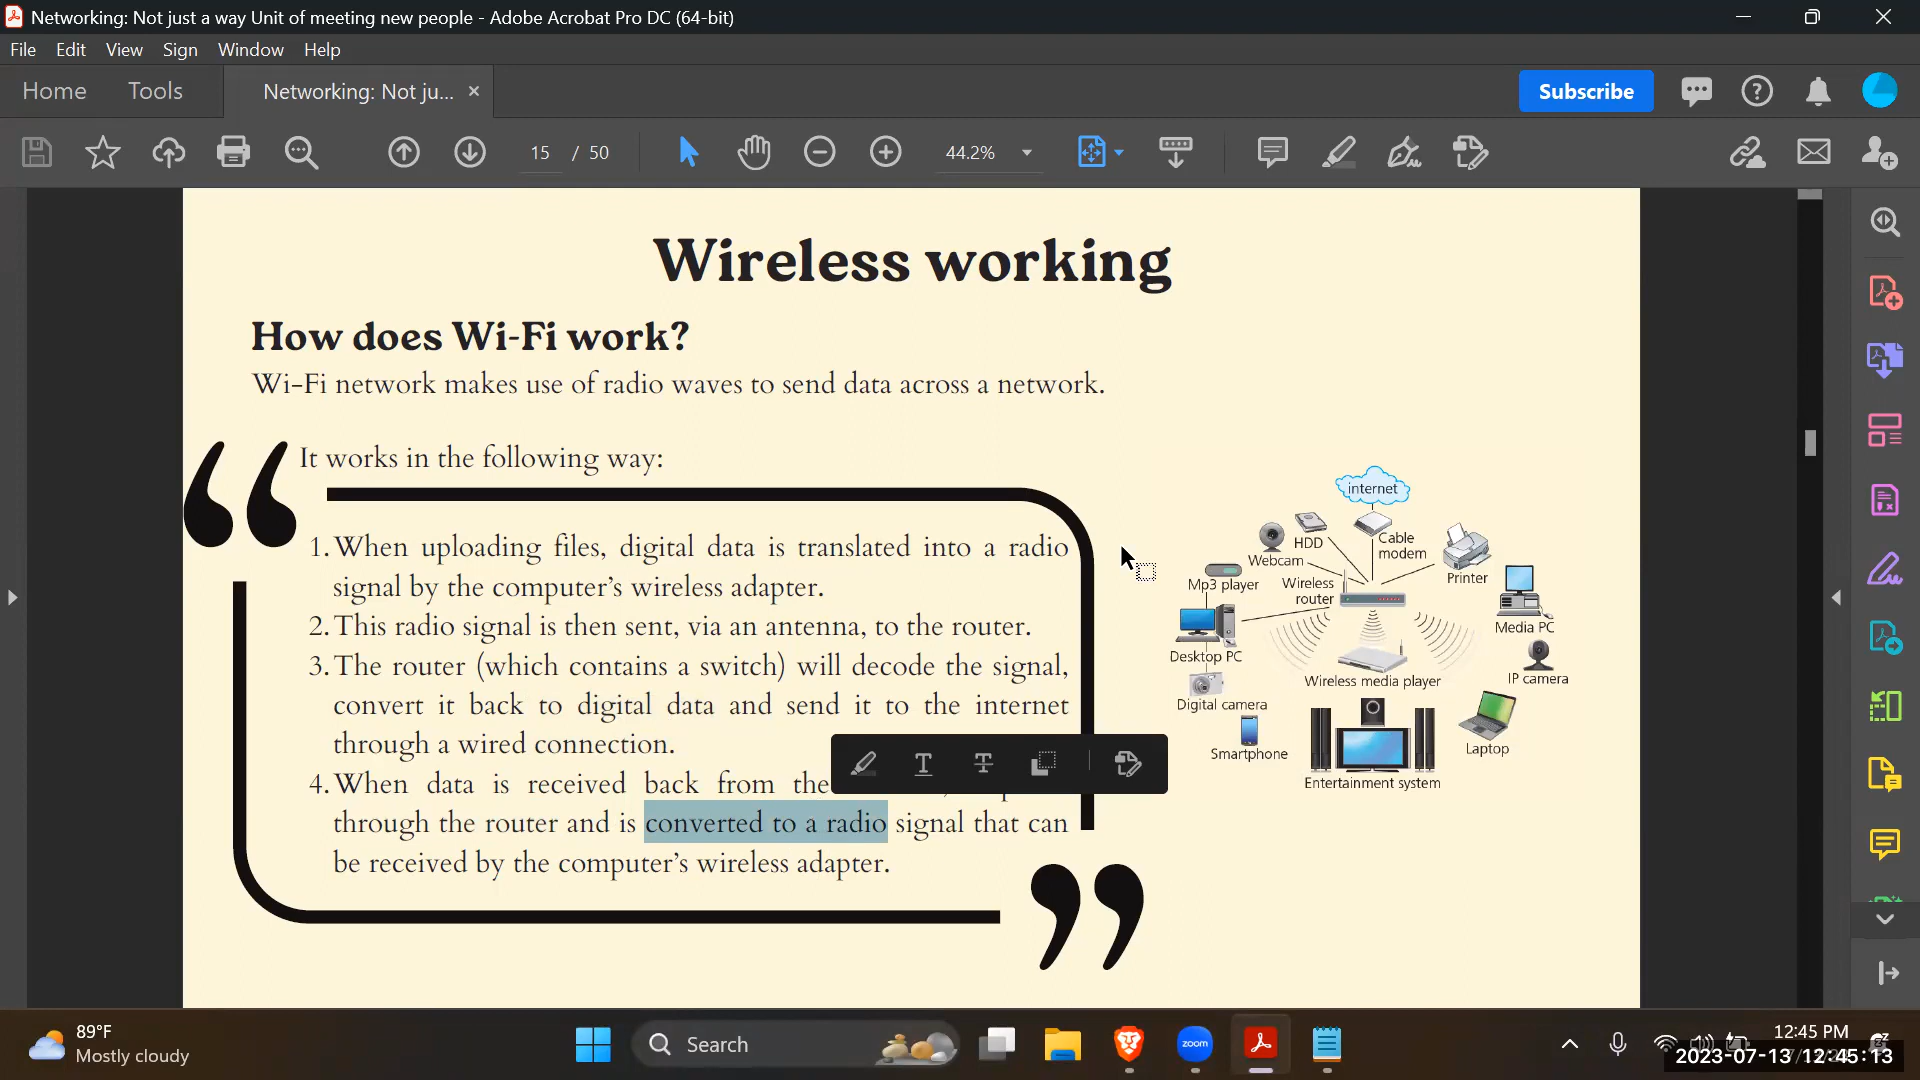 Networking: Not just a way Unit of meeting new people - Adobe Acrobat Pro DC (64-bit)
File Edit View Sign Window Help
Home Tools Networking: Not ju... ×
Subscribe
15 / 50
44.2%
Wireless working
How does Wi-Fi work?
Wi-Fi network makes use of radio waves to send data across a network.
It works in the following way:
1. When uploading files, digital data is translated into a radio
signal by the computer's wireless adapter.
2. This radio signal is then sent, via an antenna, to the router.
3. The router (which contains a switch) will decode the signal,
convert it back to digital data and send it to the internet
through a wired connection.
4. When data is received back from the
through the router and is converted to a radio signal that can
be received by the computer's wireless adapter.
internet
HDD
Cable
modem
Webcam
Printer
Mp3 player
Wireless
router
Media PC
Desktop PC
Wireless media player
IP camera
Digital camera
Smartphone
Laptop
Entertainment system
89°F
Mostly cloudy
Search
zoom
12:45 PM
2023-07-13 12:45:13